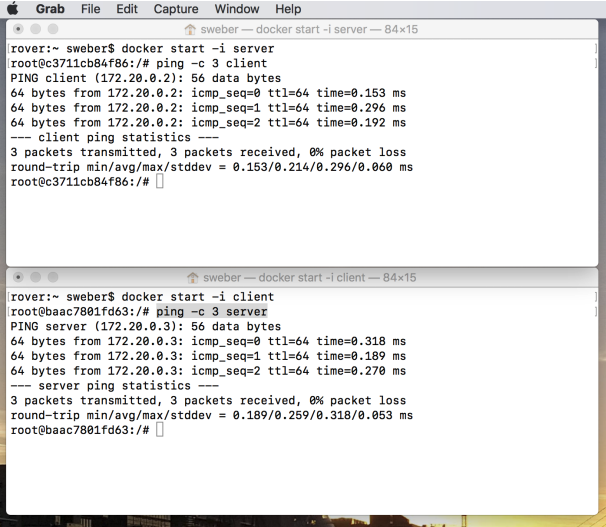 Grab File Edit Capture Window Help
sweber — docker start -i server — 84×15
[rover:~ sweber$ docker start -i server ]
[root@c3711cb84f86:/# ping -c 3 client ]
PING client (172.20.0.2): 56 data bytes
64 bytes from 172.20.0.2: icmp_seq=0 ttl=64 time=0.153 ms
64 bytes from 172.20.0.2: icmp_seq=1 ttl=64 time=0.296 ms
64 bytes from 172.20.0.2: icmp_seq=2 ttl=64 time=0.192 ms
--- client ping statistics ---
3 packets transmitted, 3 packets received, 0% packet loss
round-trip min/avg/max/stddev = 0.153/0.214/0.296/0.060 ms
root@c3711cb84f86:/#
sweber — docker start -i client — 84×15
[rover:~ sweber$ docker start -i client ]
[root@baac7801fd63:/# ping -c 3 server ]
PING server (172.20.0.3): 56 data bytes
64 bytes from 172.20.0.3: icmp_seq=0 ttl=64 time=0.318 ms
64 bytes from 172.20.0.3: icmp_seq=1 ttl=64 time=0.189 ms
64 bytes from 172.20.0.3: icmp_seq=2 ttl=64 time=0.270 ms
--- server ping statistics ---
3 packets transmitted, 3 packets received, 0% packet loss
round-trip min/avg/max/stddev = 0.189/0.259/0.318/0.053 ms
root@baac7801fd63:/#